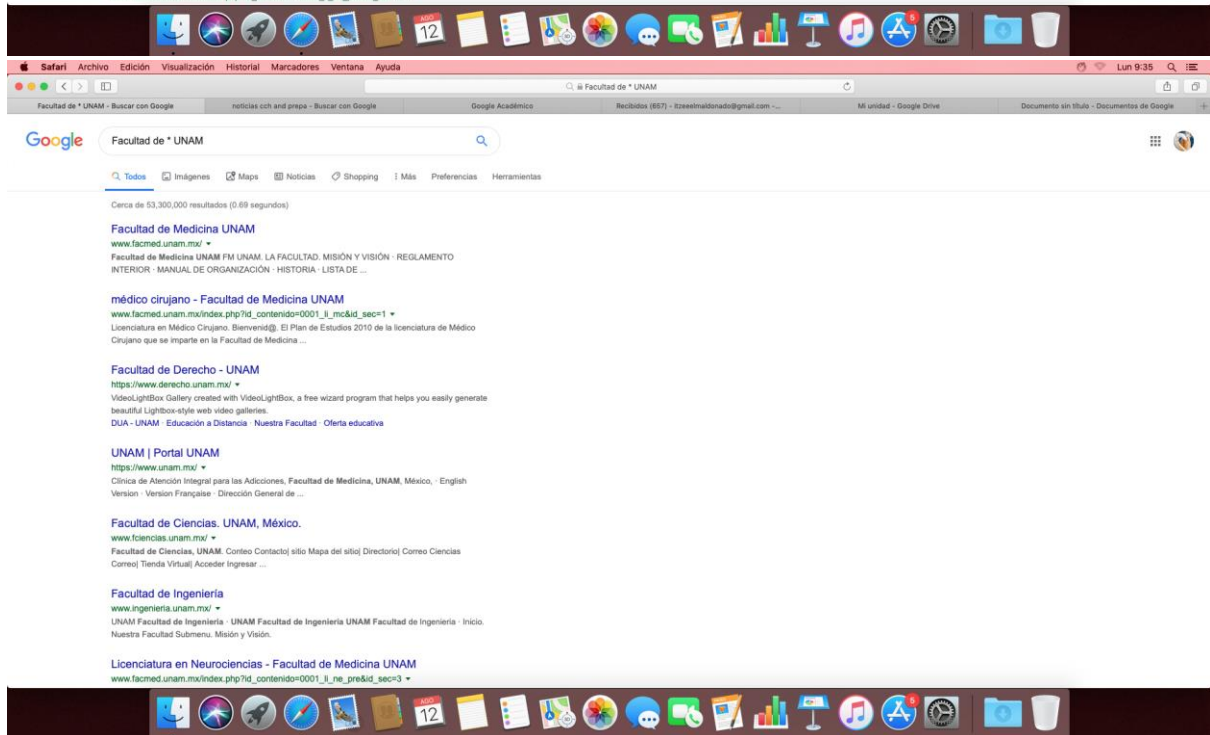 AGO
12
5
Safari Archivo Edición Visualización Historial Marcadores Ventana Ayuda
Lun 9:35
Facultad de * UNAM
Facultad de * UNAM - Buscar con Google
noticias cch and prepa - Buscar con Google
Google Académico
Recibidos (657) - itzeeelmaldonado@gmail.com -...
Mi unidad - Google Drive
Documento sin título - Documentos de Google
Google
Facultad de * UNAM
Todos Imágenes Maps Noticias Shopping Más Preferencias Herramientas
Cerca de 53,300,000 resultados (0.69 segundos)
Facultad de Medicina UNAM
www.facmed.unam.mx/
Facultad de Medicina UNAM FM UNAM. LA FACULTAD. MISIÓN Y VISIÓN · REGLAMENTO
INTERIOR · MANUAL DE ORGANIZACIÓN · HISTORIA · LISTA DE ...
médico cirujano - Facultad de Medicina UNAM
www.facmed.unam.mx/index.php?id_contenido=0001_li_mc&id_sec=1
Licenciatura en Médico Cirujano. Bienvenid@. El Plan de Estudios 2010 de la licenciatura de Médico
Cirujano que se imparte en la Facultad de Medicina ...
Facultad de Derecho - UNAM
https://www.derecho.unam.mx/
VideoLightBox Gallery created with VideoLightBox, a free wizard program that helps you easily generate
beautiful Lightbox-style web video galleries.
DUA - UNAM · Educación a Distancia · Nuestra Facultad · Oferta educativa
UNAM | Portal UNAM
https://www.unam.mx/
Clínica de Atención Integral para las Adicciones, Facultad de Medicina, UNAM, México, · English
Version · Version Française · Dirección General de ...
Facultad de Ciencias. UNAM, México.
www.fciencias.unam.mx/
Facultad de Ciencias, UNAM. Conteo Contacto| sitio Mapa del sitio| Directorio| Correo Ciencias
Correo| Tienda Virtual| Acceder Ingresar ...
Facultad de Ingeniería
www.ingenieria.unam.mx/
UNAM Facultad de Ingeniería · UNAM Facultad de Ingeniería UNAM Facultad de Ingeniería · Inicio.
Nuestra Facultad Submenu. Misión y Visión.
Licenciatura en Neurociencias - Facultad de Medicina UNAM
www.facmed.unam.mx/index.php?id_contenido=0001_li_ne_pre&id_sec=3
AGO
12
5